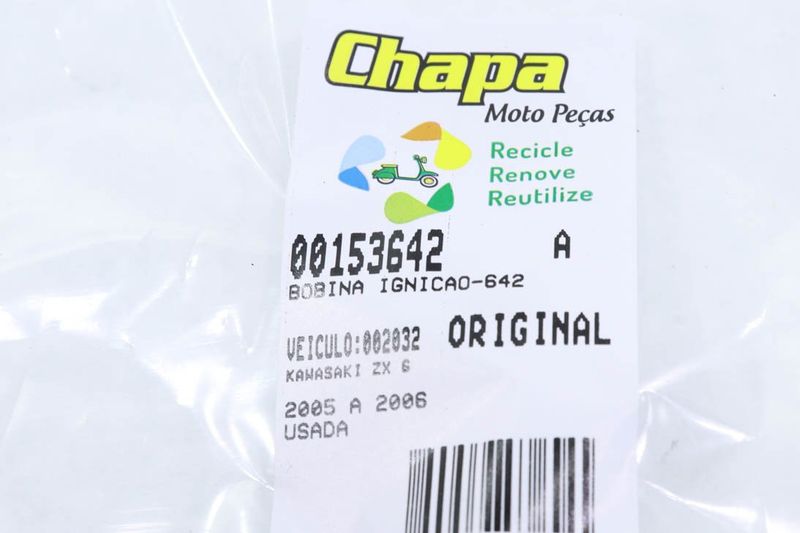 Chapa
Moto Peças
Recicle
Renove
Reutilize
00153642 A
BOBINA IGNICAO-642
VEICULO:002032 ORIGINAL
KAWASAKI ZX 6
2005 A 2006
USADA